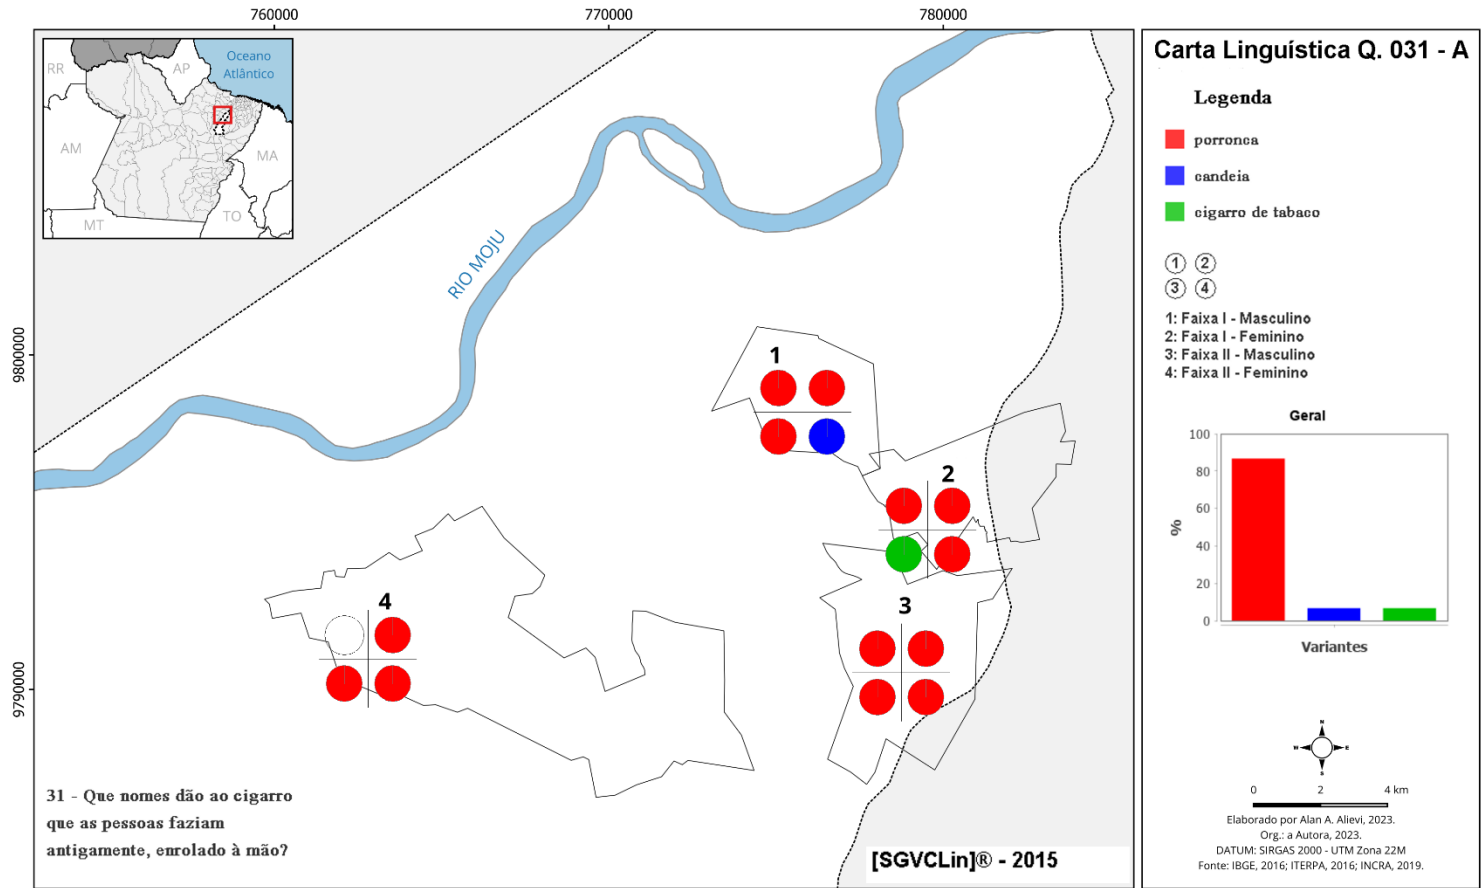 760000
770000
780000
9800000
9790000
Oceano
Atlântico
RR
AP
AM
MA
MT
TO
RIO MOJU
1
2
3
4
31 - Que nomes dão ao cigarro
que as pessoas faziam
antigamente, enrolado à mão?
[SGVCLin]® - 2015
Carta Linguística Q. 031 - A
Legenda
porronca
candeia
cigarro de tabaco
1 2
3 4
1: Faixa I - Masculino
2: Faixa I - Feminino
3: Faixa II - Masculino
4: Faixa II - Feminino
Geral
100
80
60
40
20
0
%
Variantes
N
W E
S
0 2 4 km
Elaborado por Alan A. Alievi, 2023.
Org.: a Autora, 2023.
DATUM: SIRGAS 2000 - UTM Zona 22M
Fonte: IBGE, 2016; ITERPA, 2016; INCRA, 2019.